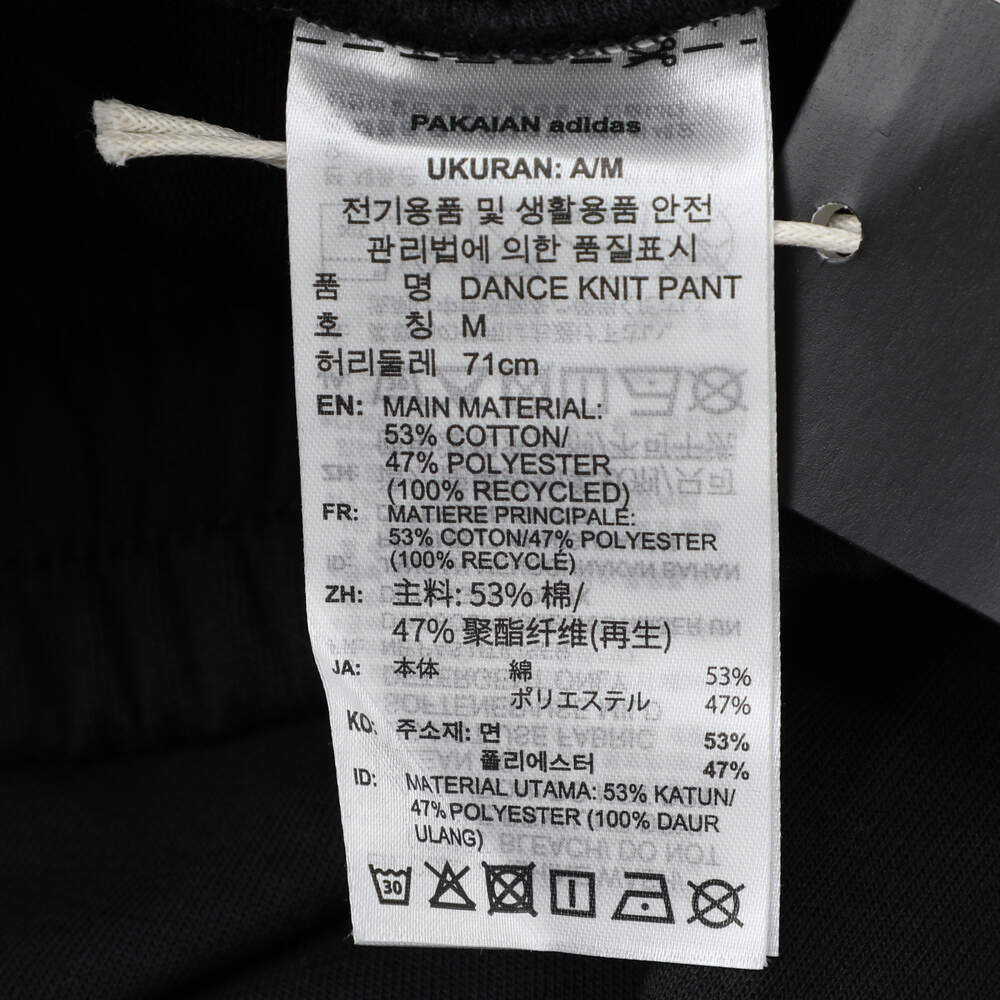 PAKAIAN adidas
UKURAN: A/M
전기용품 및 생활용품 안전
관리법에 의한 품질표시
품 명 DANCE KNIT PANT
호 칭 M
허리둘레 71cm
EN: MAIN MATERIAL:
53% COTTON/
47% POLYESTER
(100% RECYCLED)
FR: MATIERE PRINCIPALE:
53% COTON/47% POLYESTER
(100% RECYCLÉ)
ZH: 主料: 53% 棉/
47% 聚酯纤维(再生)
JA: 本体 綿 53%
ポリエステル 47%
KO: 주소재: 면 53%
폴리에스터 47%
ID: MATERIAL UTAMA: 53% KATUN/
47% POLYESTER (100% DAUR
ULANG)
30